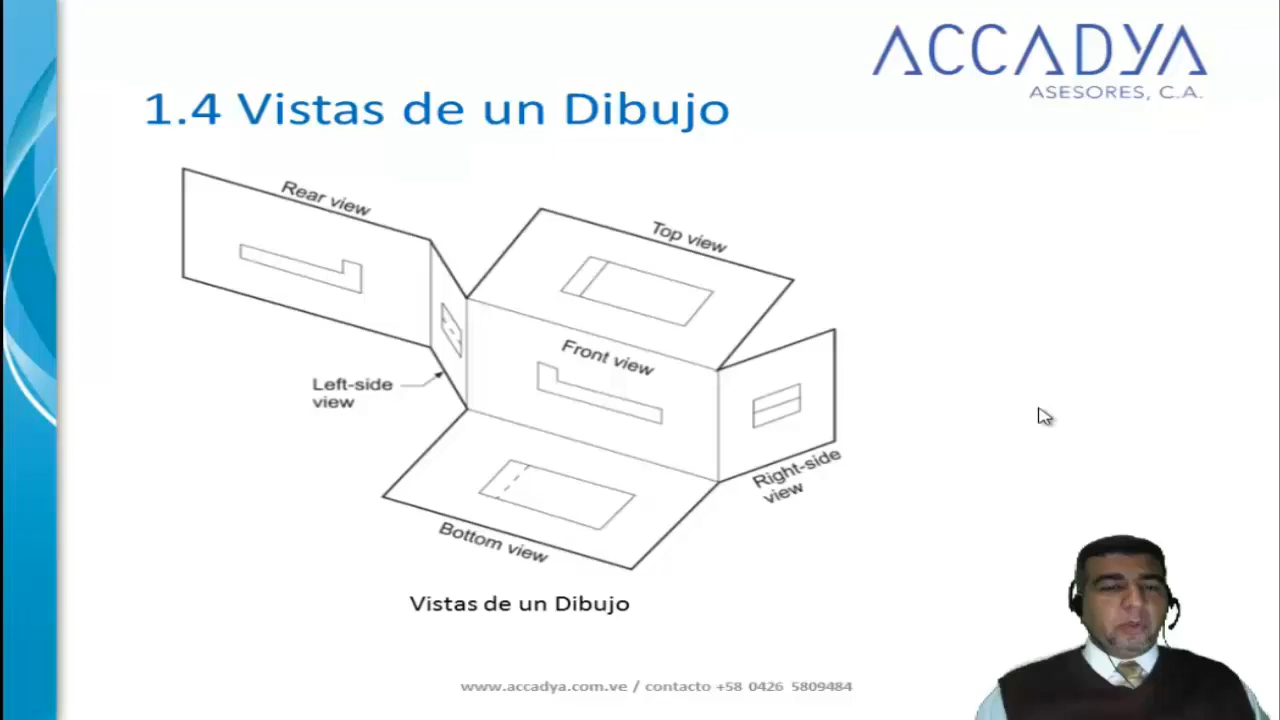 ACCADYA
ASESORES, C.A.
1.4 Vistas de un Dibujo
Rear view
Top view
Front view
Left-side
view
Right-side
view
Bottom view
Vistas de un Dibujo
www.accadya.com.ve / contacto +58 0426 5809484